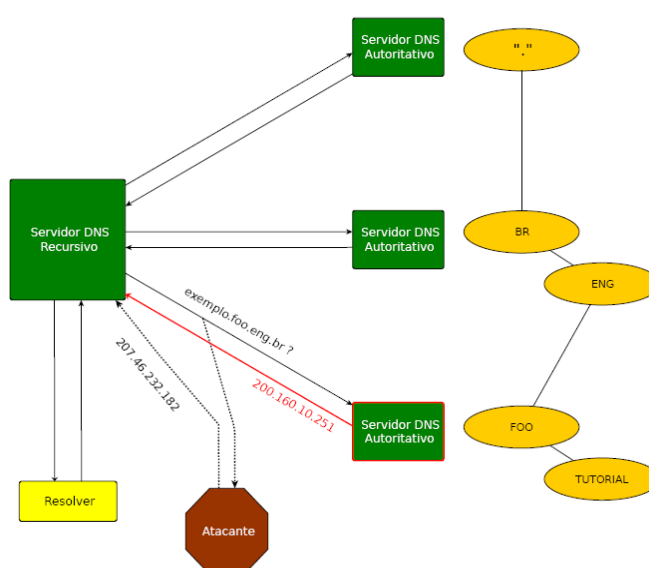 Servidor DNS
Autoritativo
"."
Servidor DNS
Recursivo
Servidor DNS
Autoritativo
BR
ENG
exemplo.foo.eng.br ?
207.46.232.182
200.160.10.251
Servidor DNS
Autoritativo
FOO
TUTORIAL
Resolver
Atacante